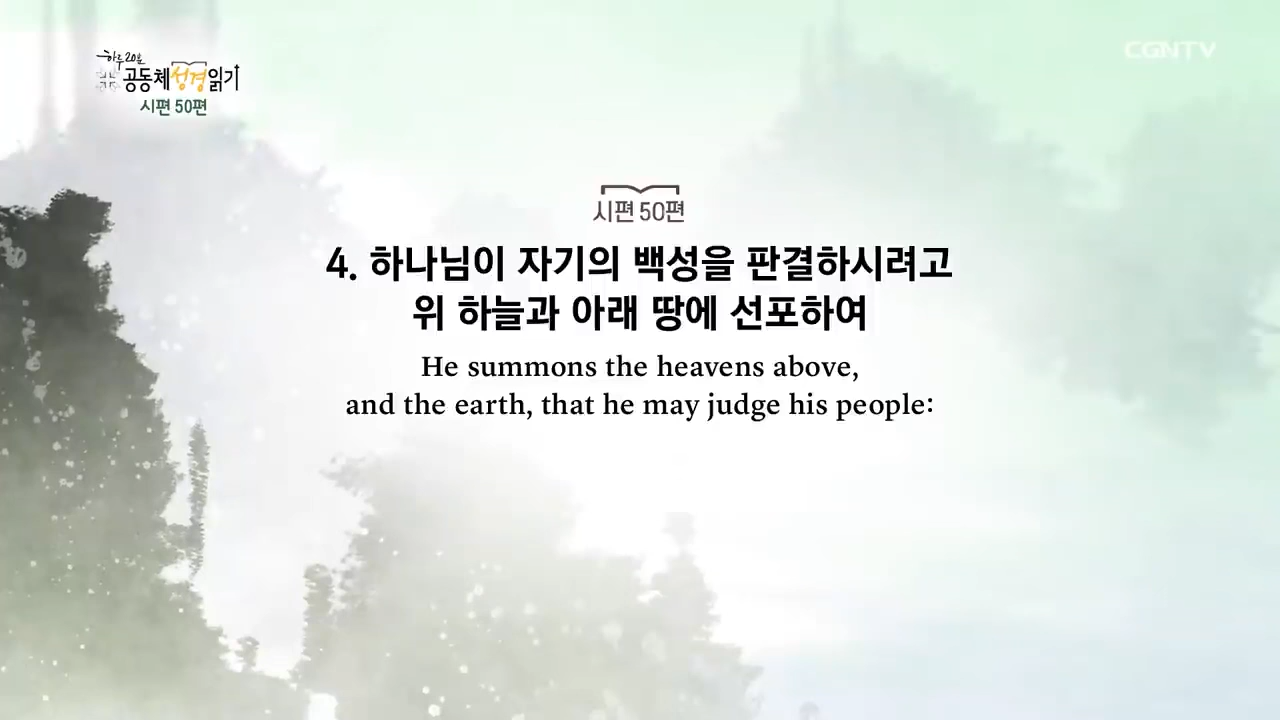 하루 20분
공동체성경읽기
시편 50편
CGNTV
시편 50편
4. 하나님이 자기의 백성을 판결하시려고
위 하늘과 아래 땅에 선포하여
He summons the heavens above,
and the earth, that he may judge his people: